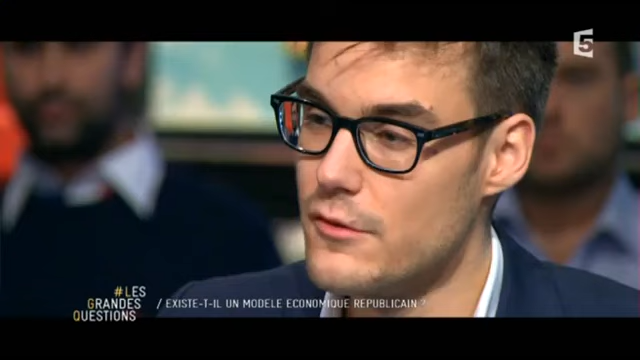 5
#LES
GRANDES
QUESTIONS
/ EXISTE-T-IL UN MODELE ECONOMIQUE REPUBLICAIN ?